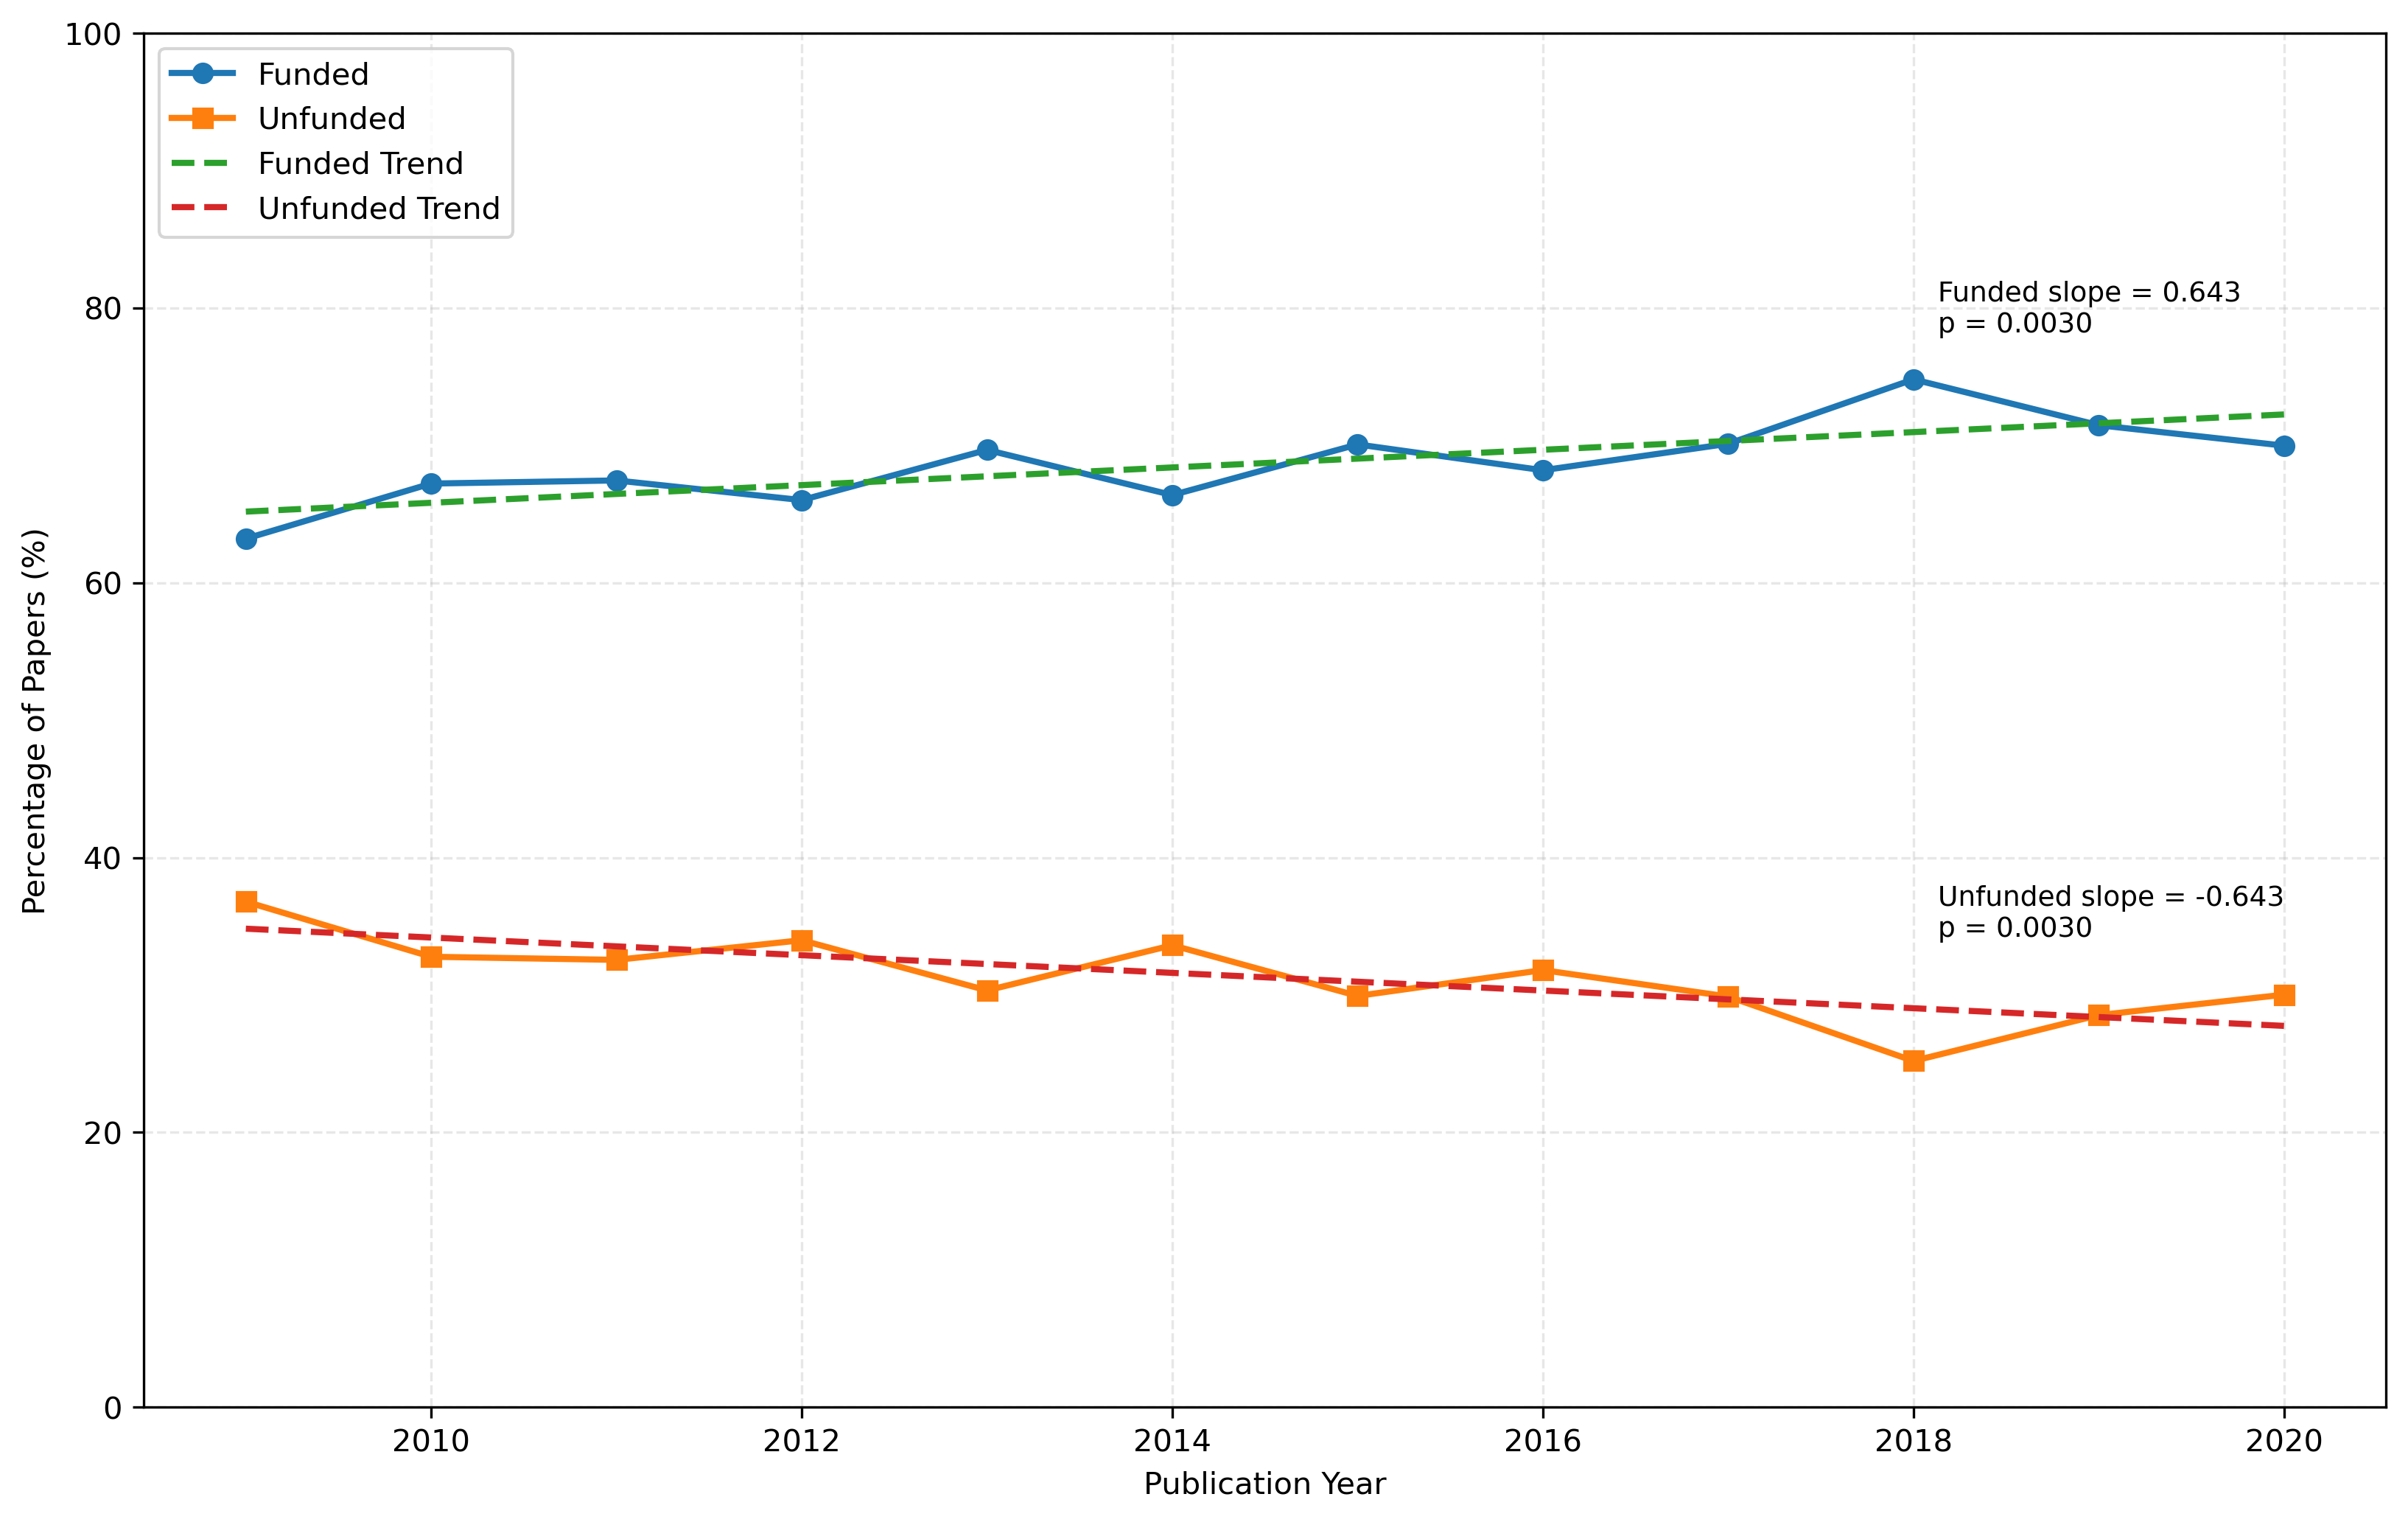 Funded
Unfunded
Funded Trend
Unfunded Trend
Funded slope = 0.643
p = 0.0030
Unfunded slope = -0.643
p = 0.0030
Percentage of Papers (%)
100
80
60
40
20
0
2010 2012 2014 2016 2018 2020
Publication Year